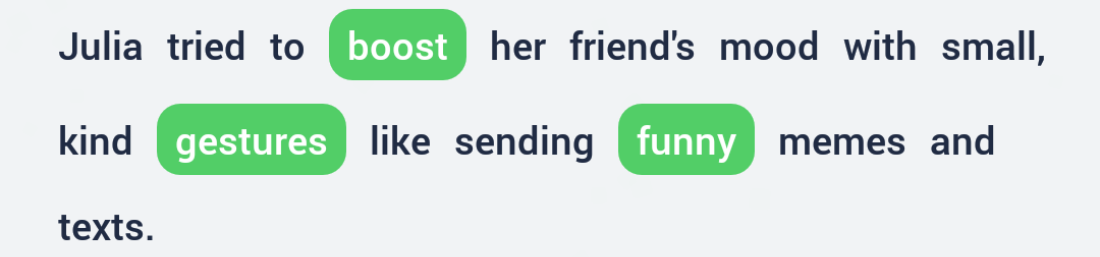 Julia tried to boost her friend's mood with small,
kind gestures like sending funny memes and
texts.